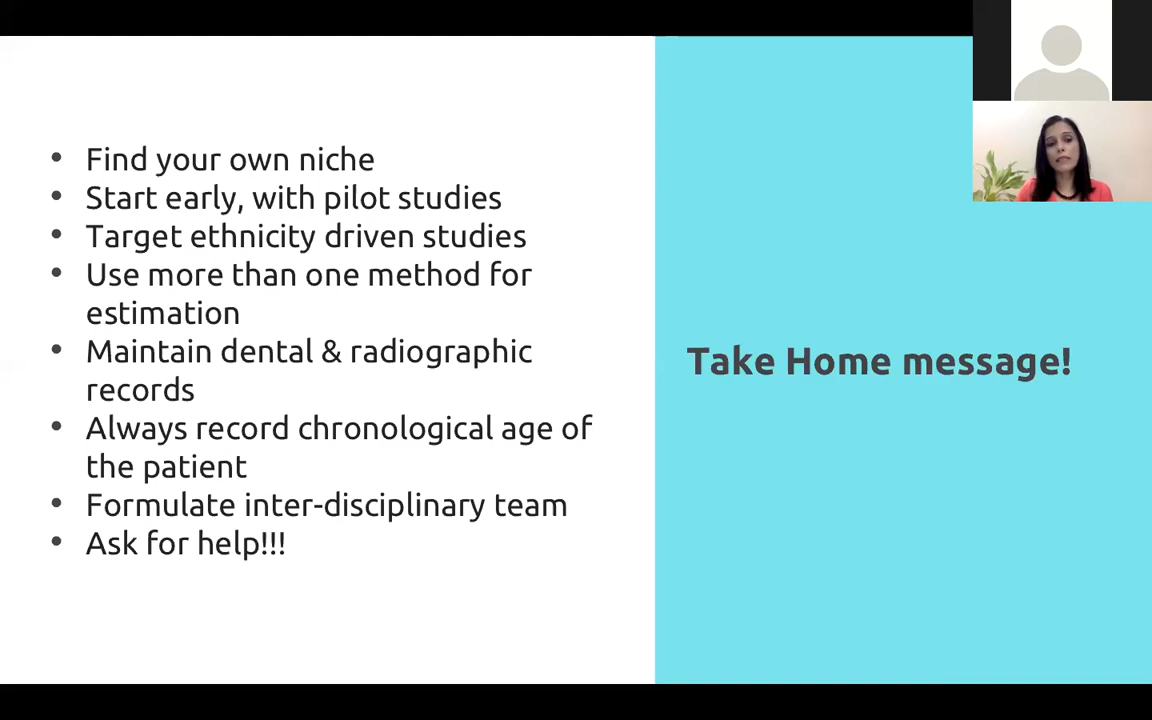 • Find your own niche
• Start early, with pilot studies
• Target ethnicity driven studies
• Use more than one method for
estimation
• Maintain dental & radiographic
records
• Always record chronological age of
the patient
• Formulate inter-disciplinary team
• Ask for help!!!
Take Home message!